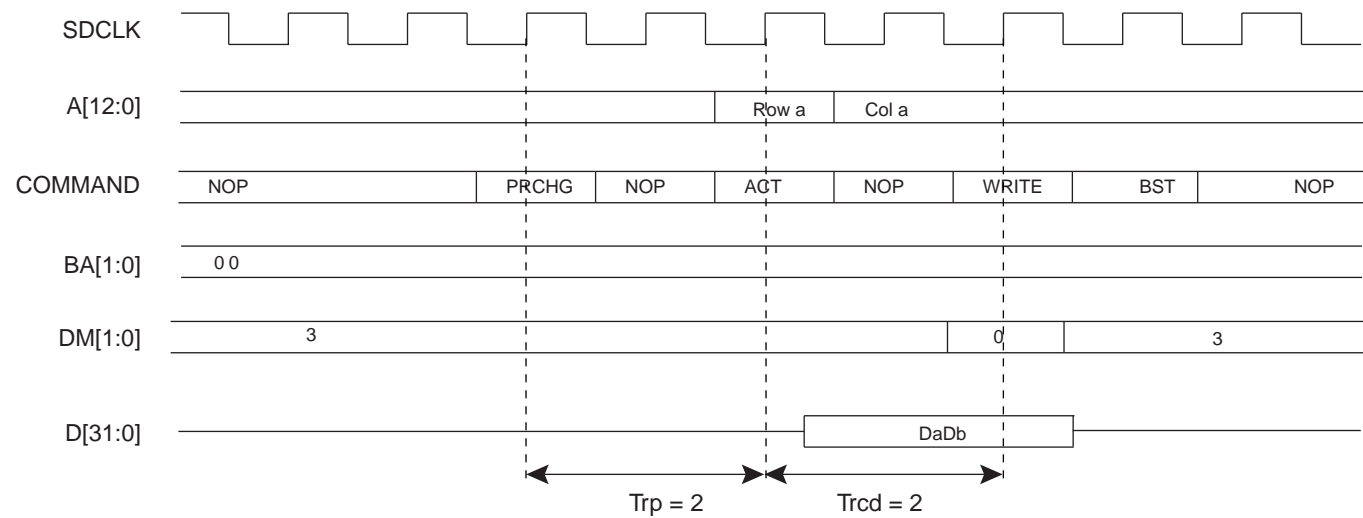 SDCLK
A[12:0] Row a Col a
COMMAND NOP PRCHG NOP ACT NOP WRITE BST NOP
BA[1:0] 0 0
DM[1:0] 3 0 3
D[31:0] DaDb
Trp = 2 Trcd = 2